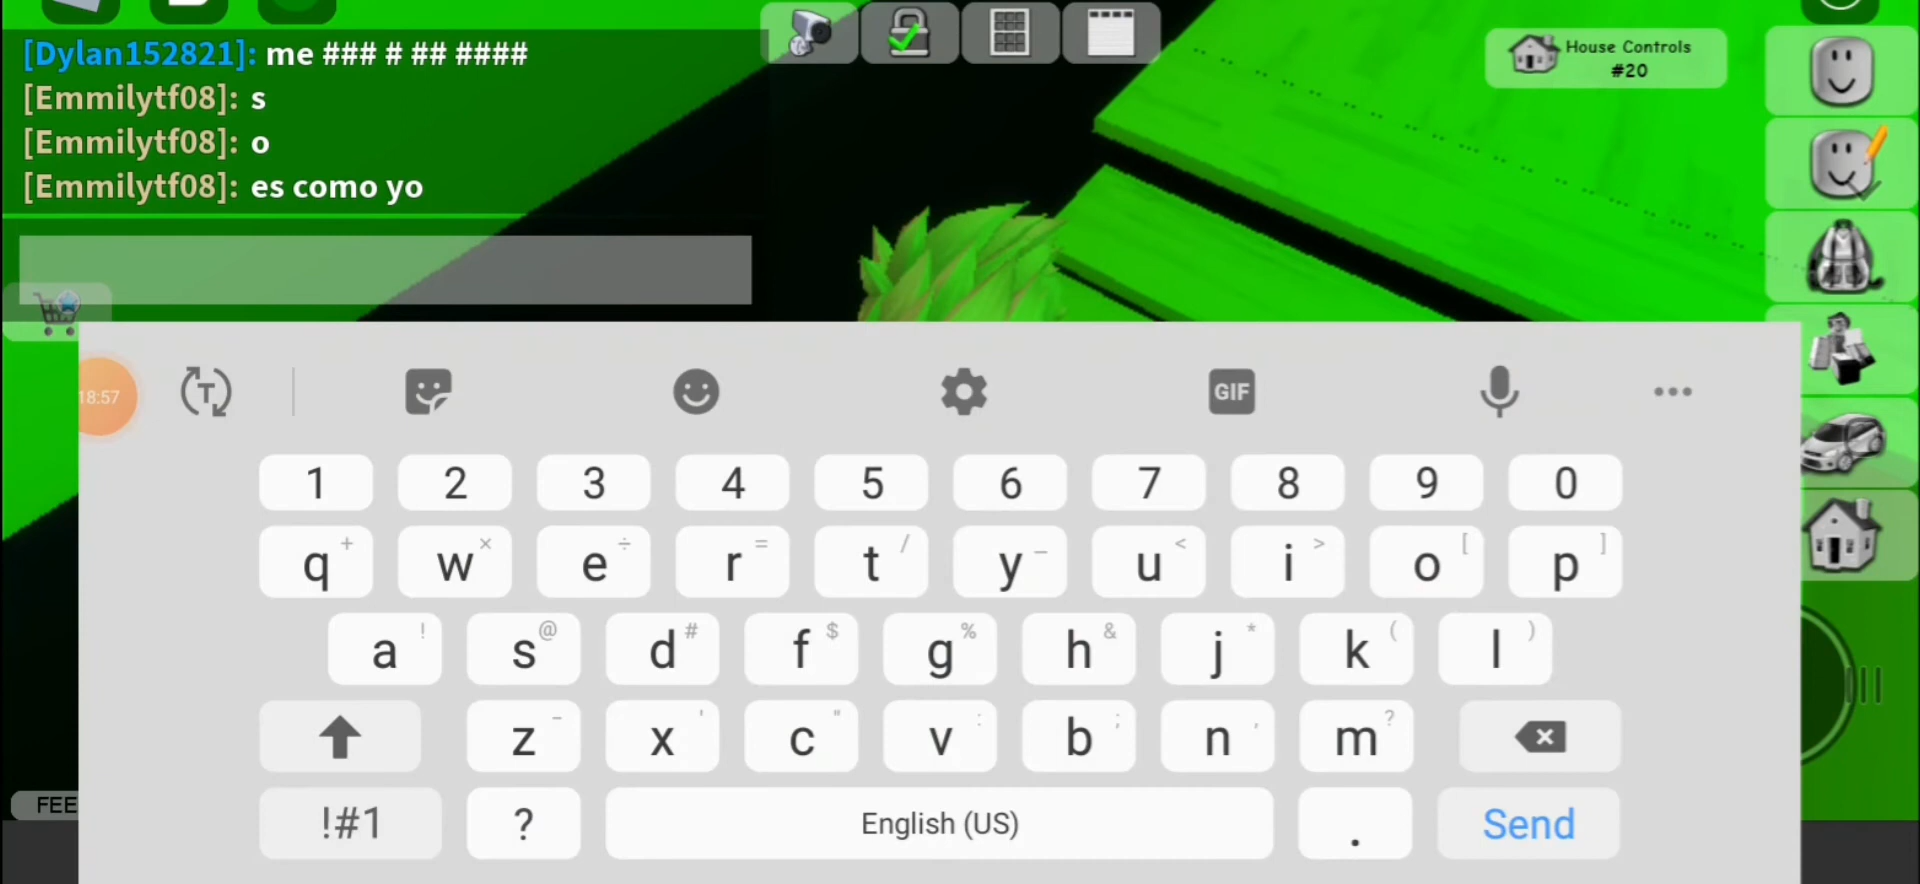 [Dylan152821]: me ### # ## ####
[Emmilytf08]: s
[Emmilytf08]: o
[Emmilytf08]: es como yo
House Controls
#20
18:57
T
GIF
1 2 3 4 5 6 7 8 9 0
q + w × e ÷ r = t / y _ u < i > o [ p ]
a ! s @ d # f $ g % h & j * k ( l )
z - x ' c " v : b ; n , m ?
!#1 ? English (US) . Send
FEE